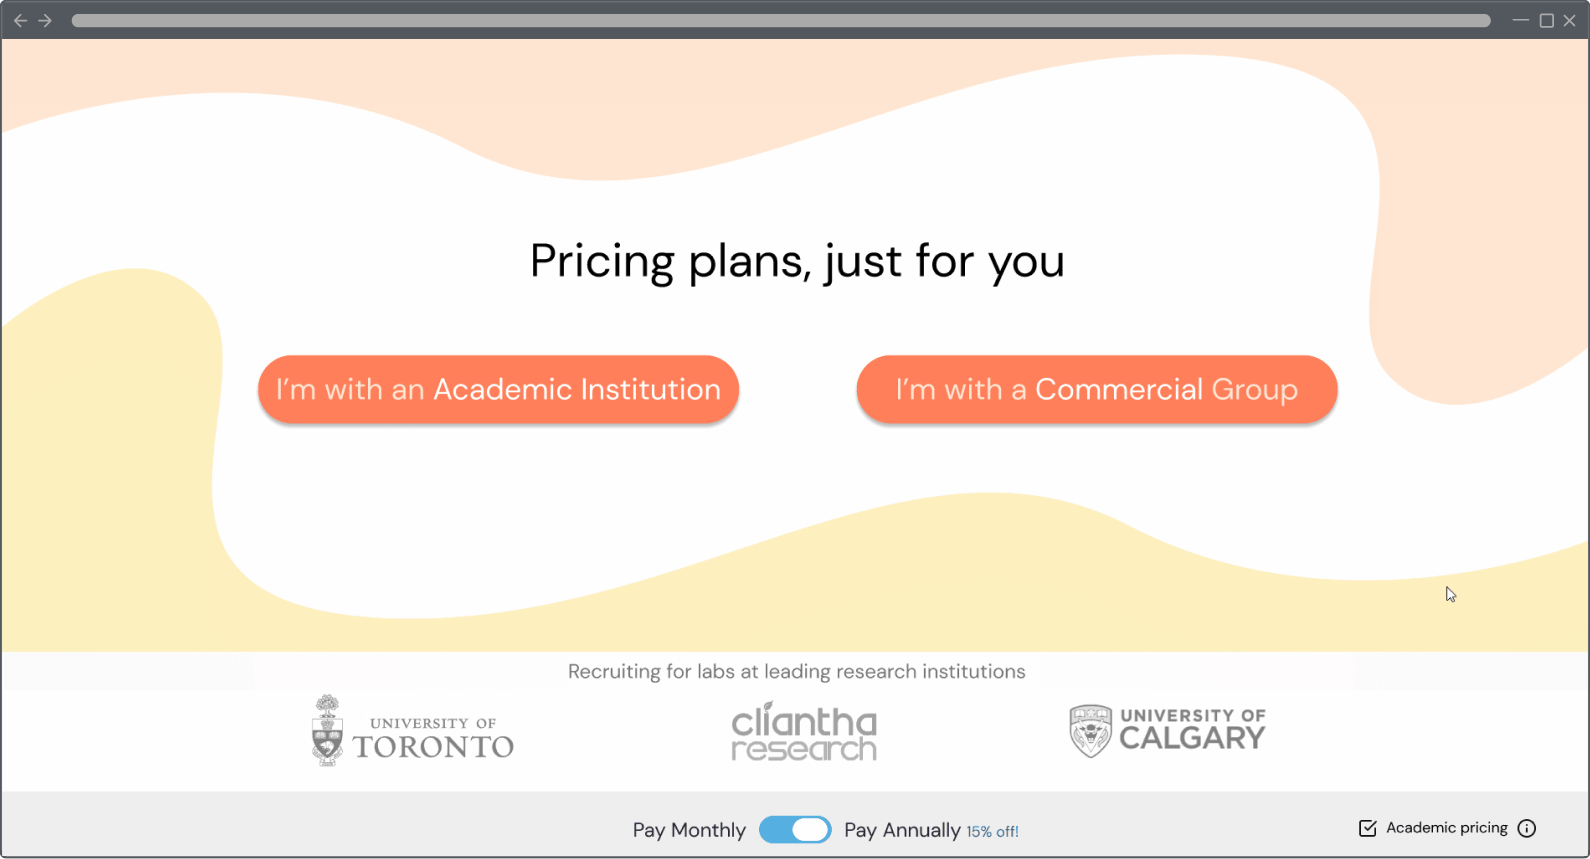 Pricing plans, just for you
I'm with an Academic Institution
I'm with a Commercial Group
Recruiting for labs at leading research institutions
UNIVERSITY OF
TORONTO
cliantha
research
UNIVERSITY OF
CALGARY
Pay Monthly
Pay Annually 15% off!
Academic pricing